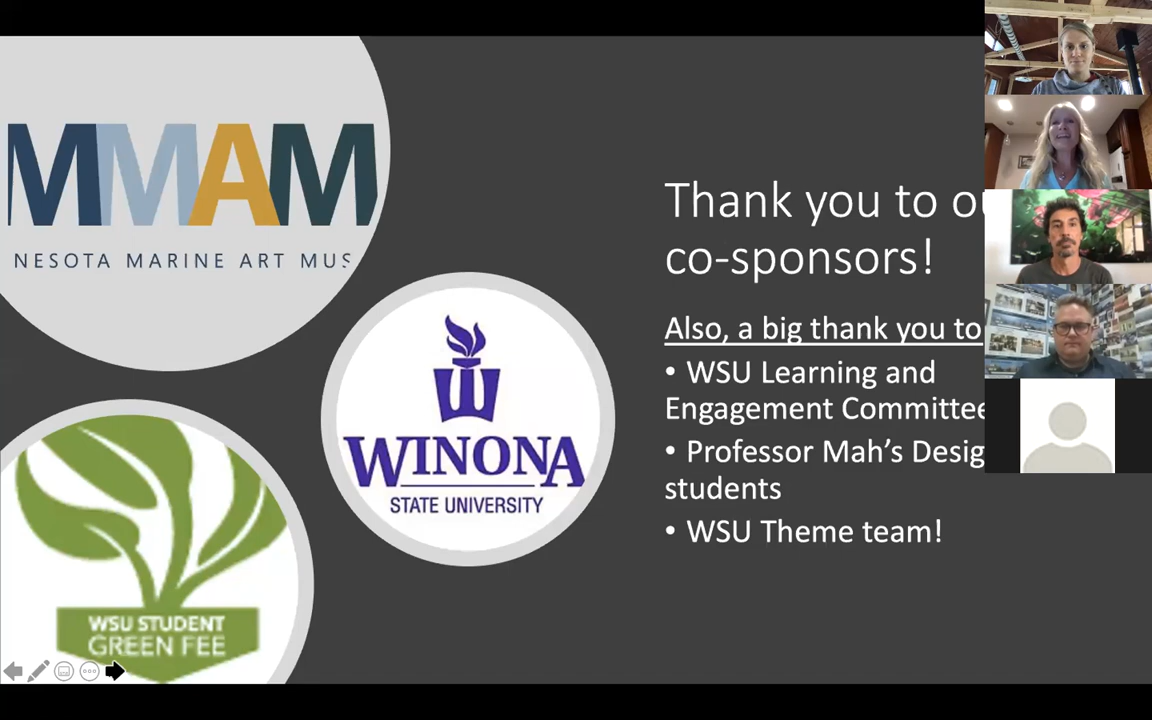 MMAM
NESOTA MARINE ART MUS
WINONA
STATE UNIVERSITY
WSU STUDENT
GREEN FEE
Thank you to ou
co-sponsors!
Also, a big thank you to
• WSU Learning and
Engagement Committee
• Professor Mah's Desig
students
• WSU Theme team!